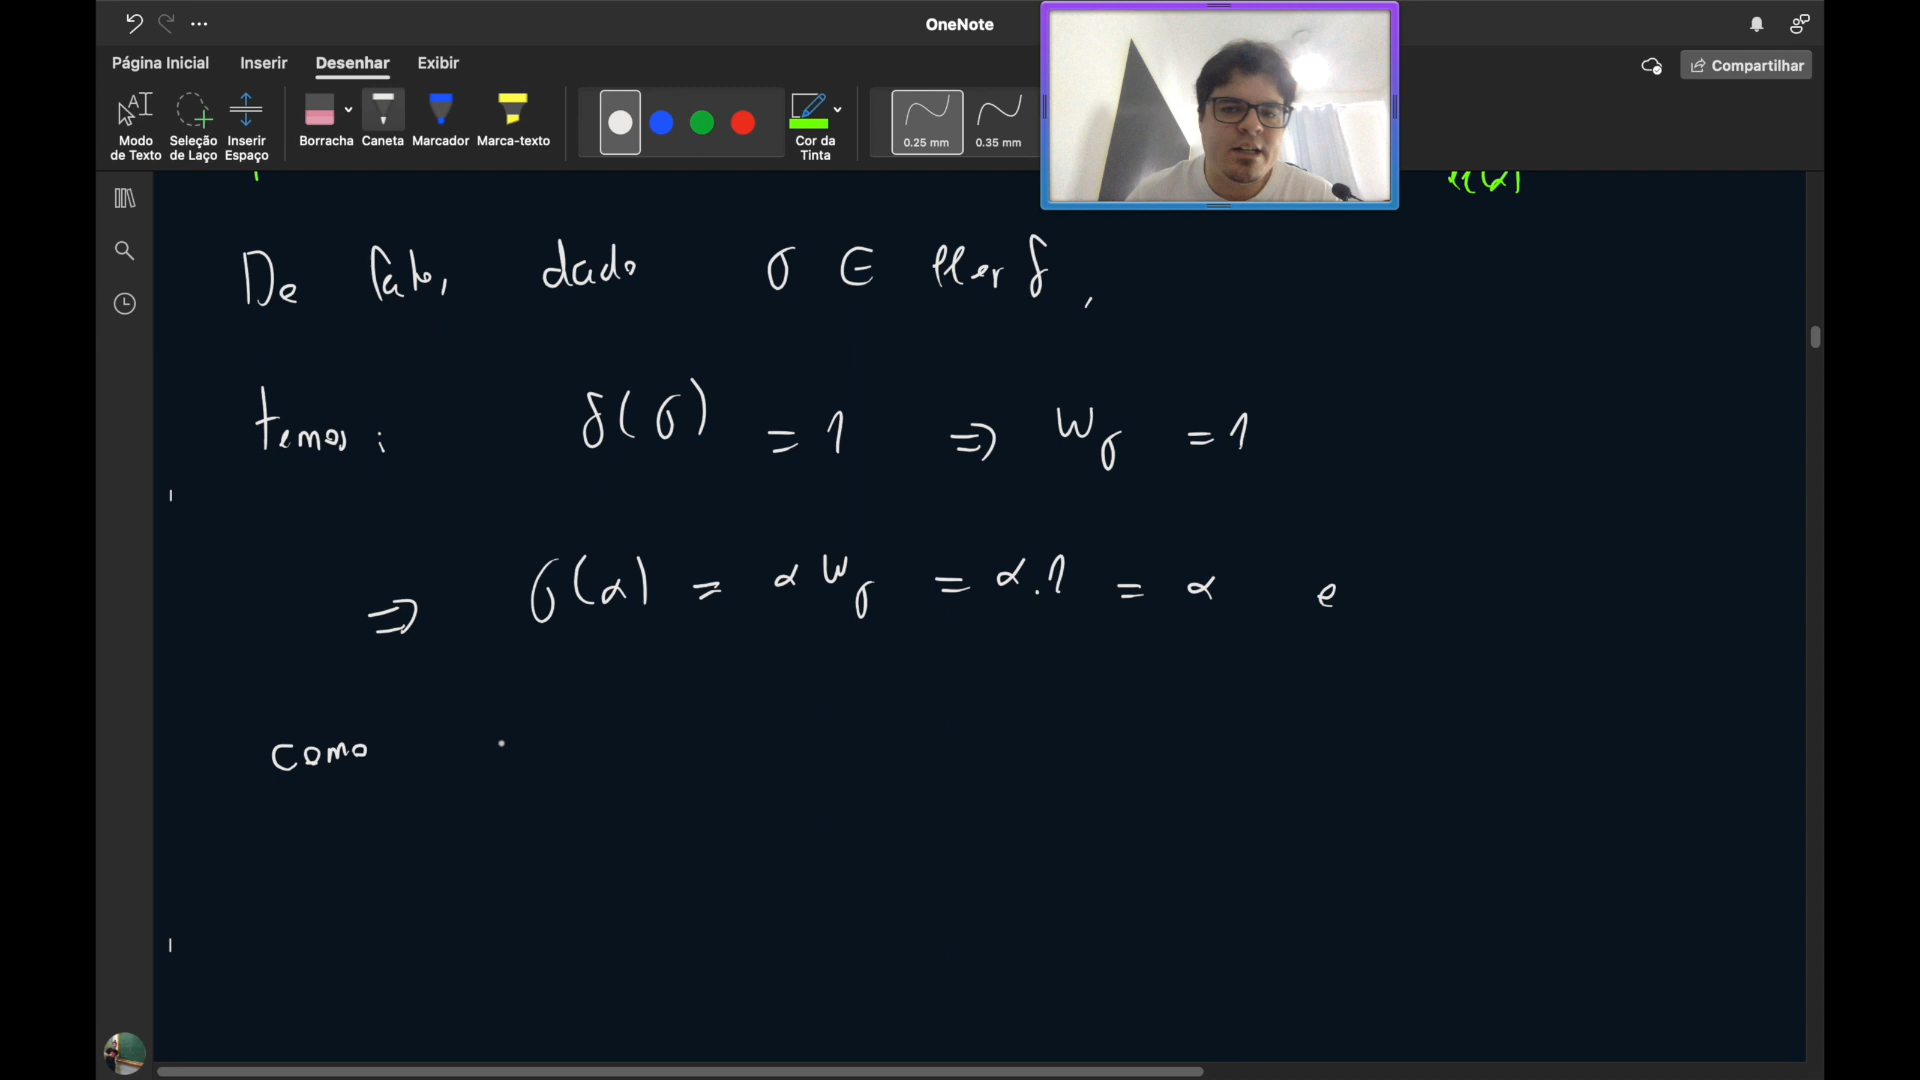 OneNote
Página Inicial Inserir Desenhar Exibir
Compartilhar
Modo de Texto
Seleção de Laço
Inserir Espaço
Borracha
Caneta
Marcador
Marca-texto
Cor da Tinta
0.25 mm
0.35 mm
De fato, dado σ ∈ Ker f,
temos: f(σ) = 1 ⇒ w_σ = 1
⇒ σ(α) = α w_σ = α.1 = α e
como